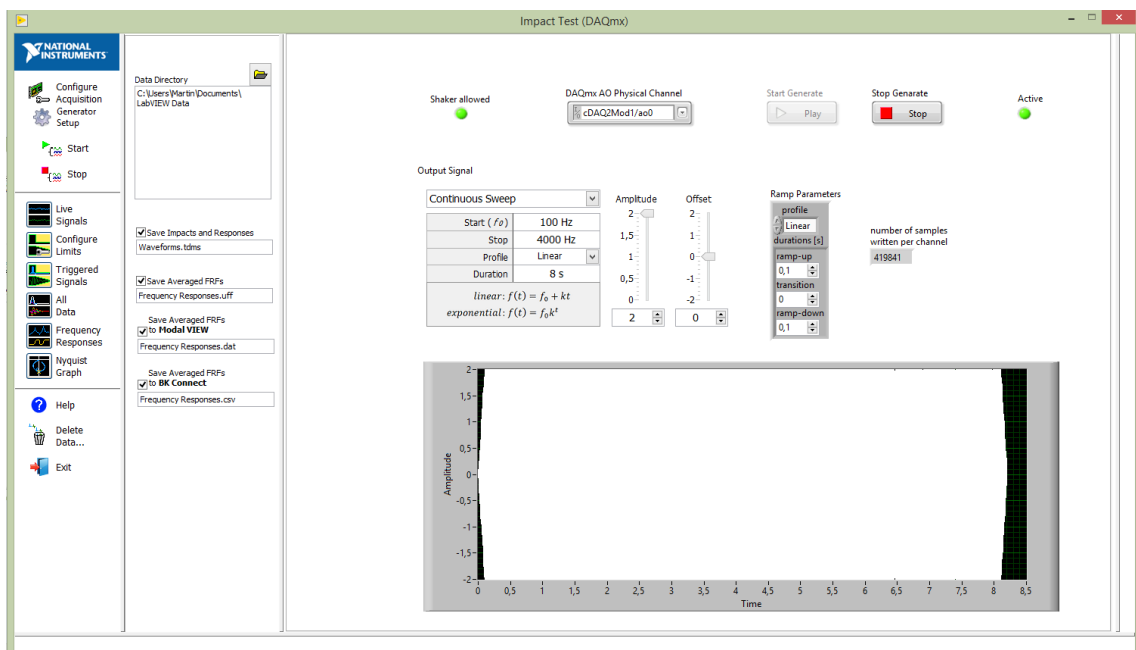 Impact Test (DAQmx)
NATIONAL
INSTRUMENTS
Configure
Acquisition
Generator
Setup
Start
Stop
Live
Signals
Configure
Limits
Triggered
Signals
All
Data
Frequency
Responses
Nyquist
Graph
Help
Delete
Data...
Exit
Data Directory
C:\Users\Martin\Documents\
LabVIEW Data
Save Impacts and Responses
Waveforms.tdms
Save Averaged FRFs
Frequency Responses.uff
Save Averaged FRFs
to Modal VIEW
Frequency Responses.dat
Save Averaged FRFs
to BK Connect
Frequency Responses.csv
Shaker allowed
DAQmx AO Physical Channel
cDAQ2Mod1/ao0
Start Generate
Play
Stop Genarate
Stop
Active
Output Signal
Continuous Sweep
Start (f0) 100 Hz
Stop 4000 Hz
Profile Linear
Duration 8 s
linear: f(t) = f₀ + kt
exponential: f(t) = f₀kᵗ
Amplitude
2
1,5
1
0,5
0
2
Offset
2
1
0
-1
-2
0
Ramp Parameters
profile
Linear
durations [s]
ramp-up
0,1
transition
0
ramp-down
0,1
number of samples
written per channel
419841
Amplitude
2
1,5
1
0,5
0
-0,5
-1
-1,5
-2
0 0,5 1 1,5 2 2,5 3 3,5 4 4,5 5 5,5 6 6,5 7 7,5 8 8,5
Time